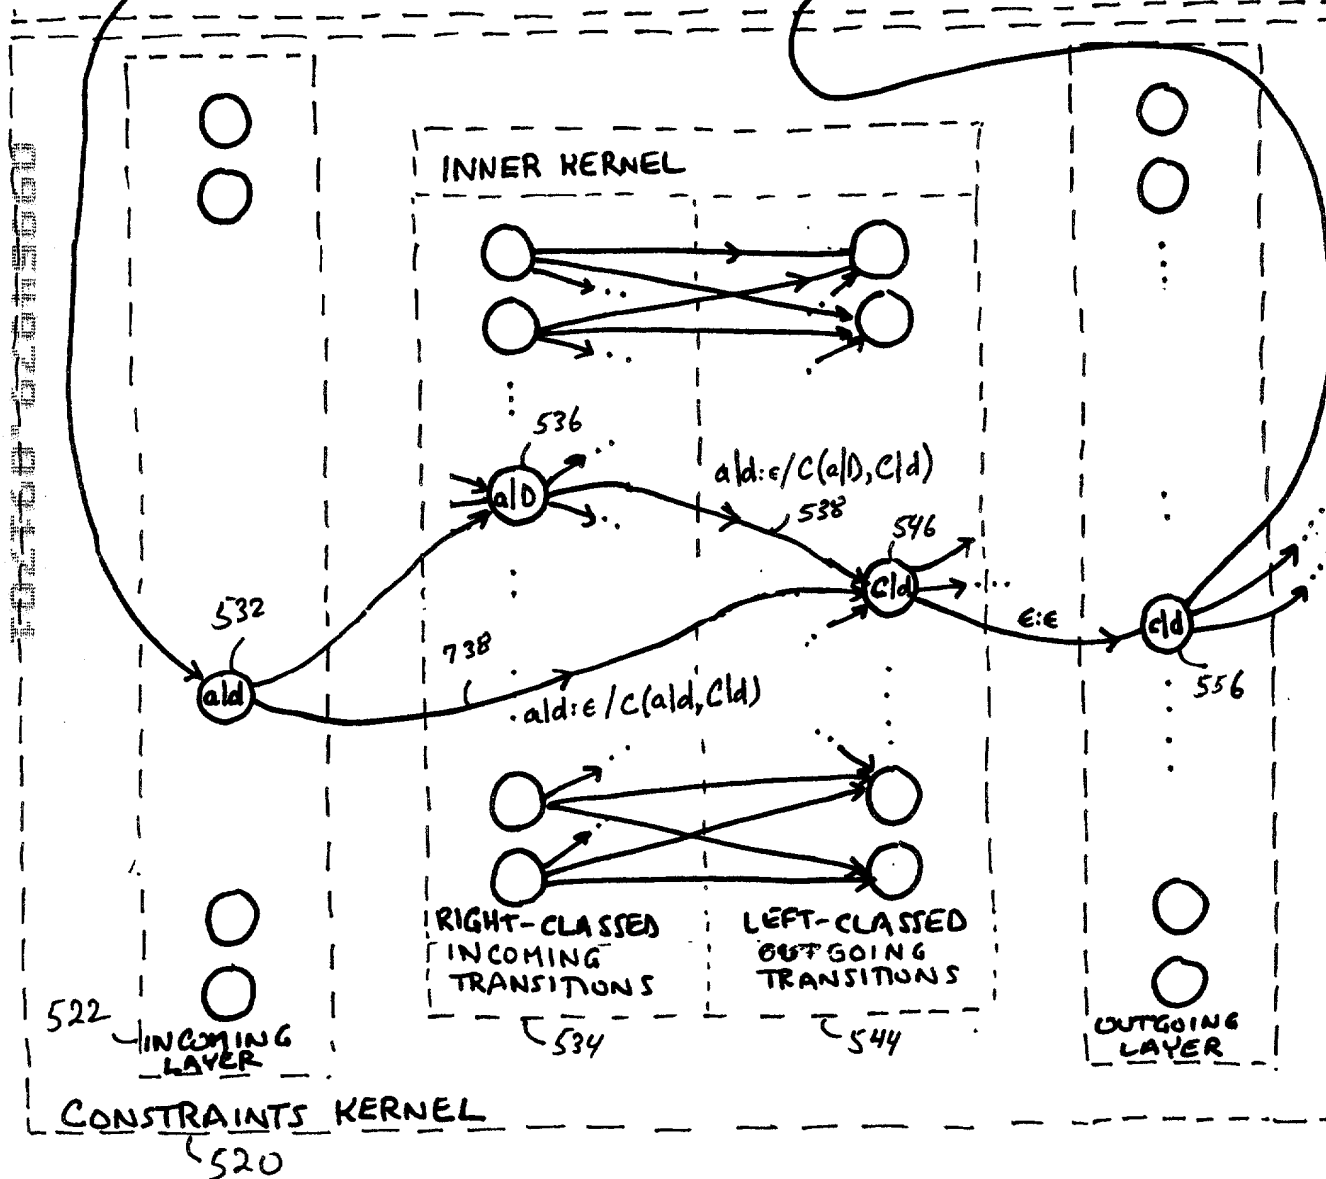 INNER KERNEL
536
a|D
a|d:ϵ/C(a|D,C|d)
538
546
C|d
532
a|d
738
a|d:ϵ/C(a|d,C|d)
ϵ:ϵ
c|d
556
RIGHT-CLASSED
INCOMING
TRANSITIONS
LEFT-CLASSED
OUTGOING
TRANSITIONS
522
INCOMING
LAYER
534
544
OUTGOING
LAYER
CONSTRAINTS KERNEL
520